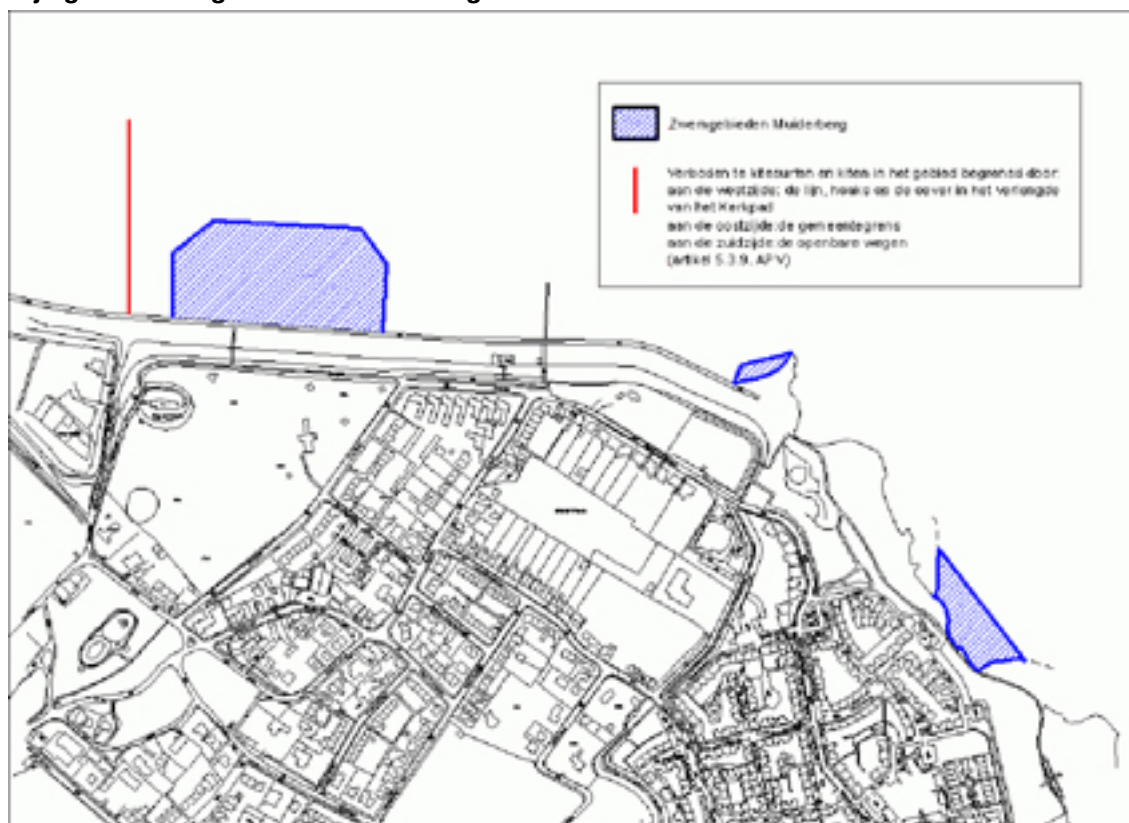 Zwemgebieden Muiderberg
Verboden te kitesurfen en kiten in het gebied begrensd door:
aan de westzijde: de lijn, haaks op de oever in het verlengde
van het Kerkpad
aan de oostzijde:de gemeentegrens
aan de zuidzijde:de openbare wegen
(artikel 5.3.9. APV)